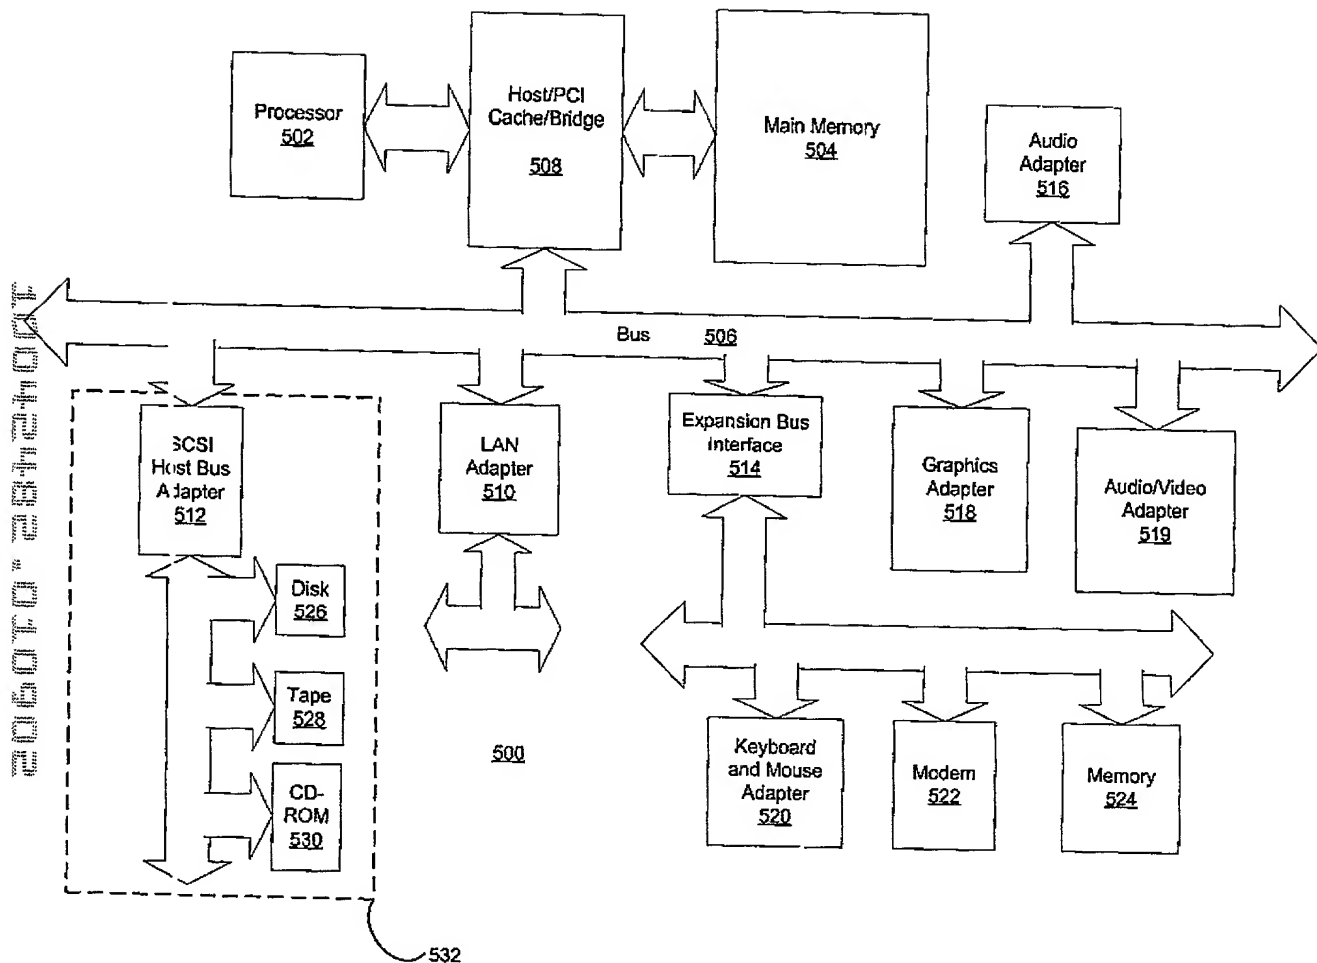 Processor
502
Host/PCI
Cache/Bridge
508
Main Memory
504
Audio
Adapter
516
Bus 506
SCSI
Host Bus
Adapter
512
LAN
Adapter
510
Expansion Bus
Interface
514
Graphics
Adapter
518
Audio/Video
Adapter
519
Disk
526
Tape
528
CD-
ROM
530
500
Keyboard
and Mouse
Adapter
520
Modem
522
Memory
524
532
10042482.010902